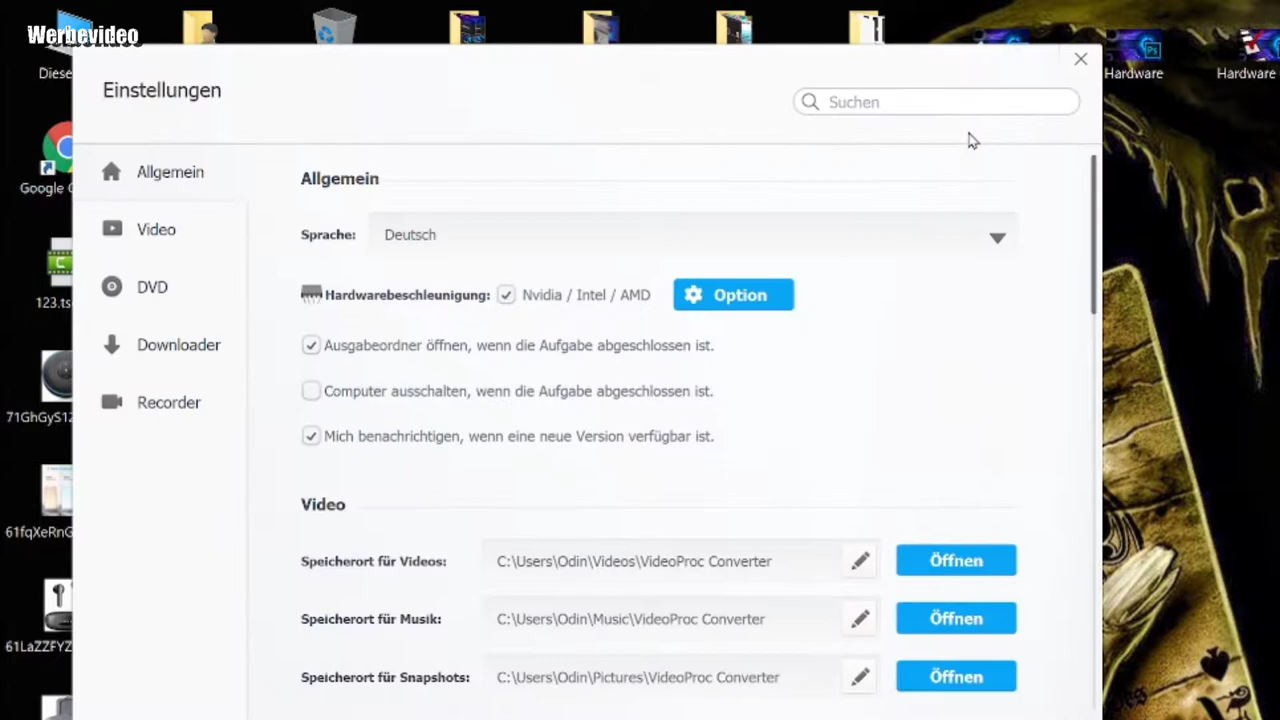 Werbevideo
Diese
Hardware
Hardware
Einstellungen
Suchen
Google
123.ts
71GhGyS1
61fqXeRnG
61LaZZFYZ
Allgemein
Video
DVD
Downloader
Recorder
Allgemein
Sprache: Deutsch
Hardwarebeschleunigung: Nvidia / Intel / AMD Option
Ausgabeordner öffnen, wenn die Aufgabe abgeschlossen ist.
Computer ausschalten, wenn die Aufgabe abgeschlossen ist.
Mich benachrichtigen, wenn eine neue Version verfügbar ist.
Video
Speicherort für Videos: C:\Users\Odin\Videos\VideoProc Converter Öffnen
Speicherort für Musik: C:\Users\Odin\Music\VideoProc Converter Öffnen
Speicherort für Snapshots: C:\Users\Odin\Pictures\VideoProc Converter Öffnen